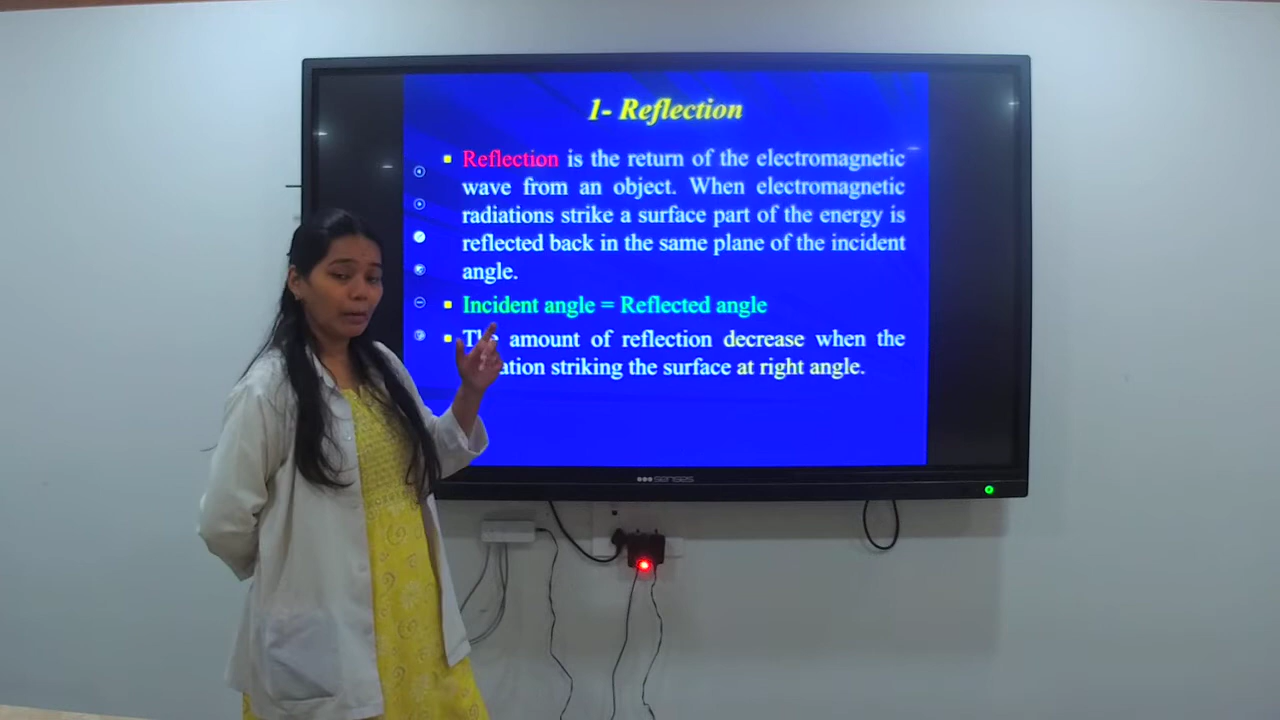 1- Reflection
Reflection is the return of the electromagnetic
wave from an object. When electromagnetic
radiations strike a surface part of the energy is
reflected back in the same plane of the incident
angle.
Incident angle = Reflected angle
amount of reflection decrease when the
striking the surface at right angle.
senses